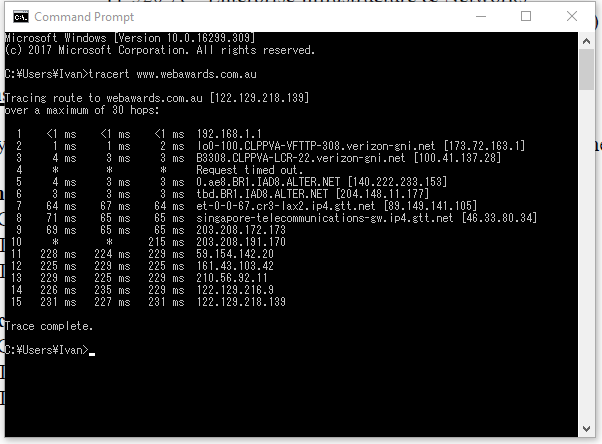 Command Prompt
Microsoft Windows [Version 10.0.16299.309]
(c) 2017 Microsoft Corporation. All rights reserved.
C:¥Users¥Ivan>tracert www.webawards.com.au
Tracing route to webawards.com.au [122.129.218.139]
over a maximum of 30 hops:
1 <1 ms <1 ms <1 ms 192.168.1.1
2 1 ms 1 ms 2 ms lo0-100.CLPPVA-VFTTP-308.verizon-gni.net [173.72.163.1]
3 4 ms 3 ms 3 ms B3308.CLPPVA-LCR-22.verizon-gni.net [100.41.137.28]
4 * * * Request timed out.
5 4 ms 3 ms 3 ms 0.ae8.BR1.IAD8.ALTER.NET [140.222.233.153]
6 3 ms 3 ms 3 ms tbd.BR1.IAD8.ALTER.NET [204.148.11.177]
7 64 ms 67 ms 64 ms et-0-0-67.cr3-lax2.ip4.gtt.net [89.149.141.105]
8 71 ms 65 ms 65 ms singapore-telecommunications-gw.ip4.gtt.net [46.33.80.34]
9 69 ms 65 ms 65 ms 203.208.172.173
10 * * 215 ms 203.208.191.170
11 228 ms 224 ms 229 ms 59.154.142.20
12 225 ms 225 ms 229 ms 161.43.103.42
13 229 ms 225 ms 229 ms 210.56.92.11
14 226 ms 235 ms 229 ms 122.129.216.9
15 231 ms 227 ms 231 ms 122.129.218.139
Trace complete.
C:¥Users¥Ivan>